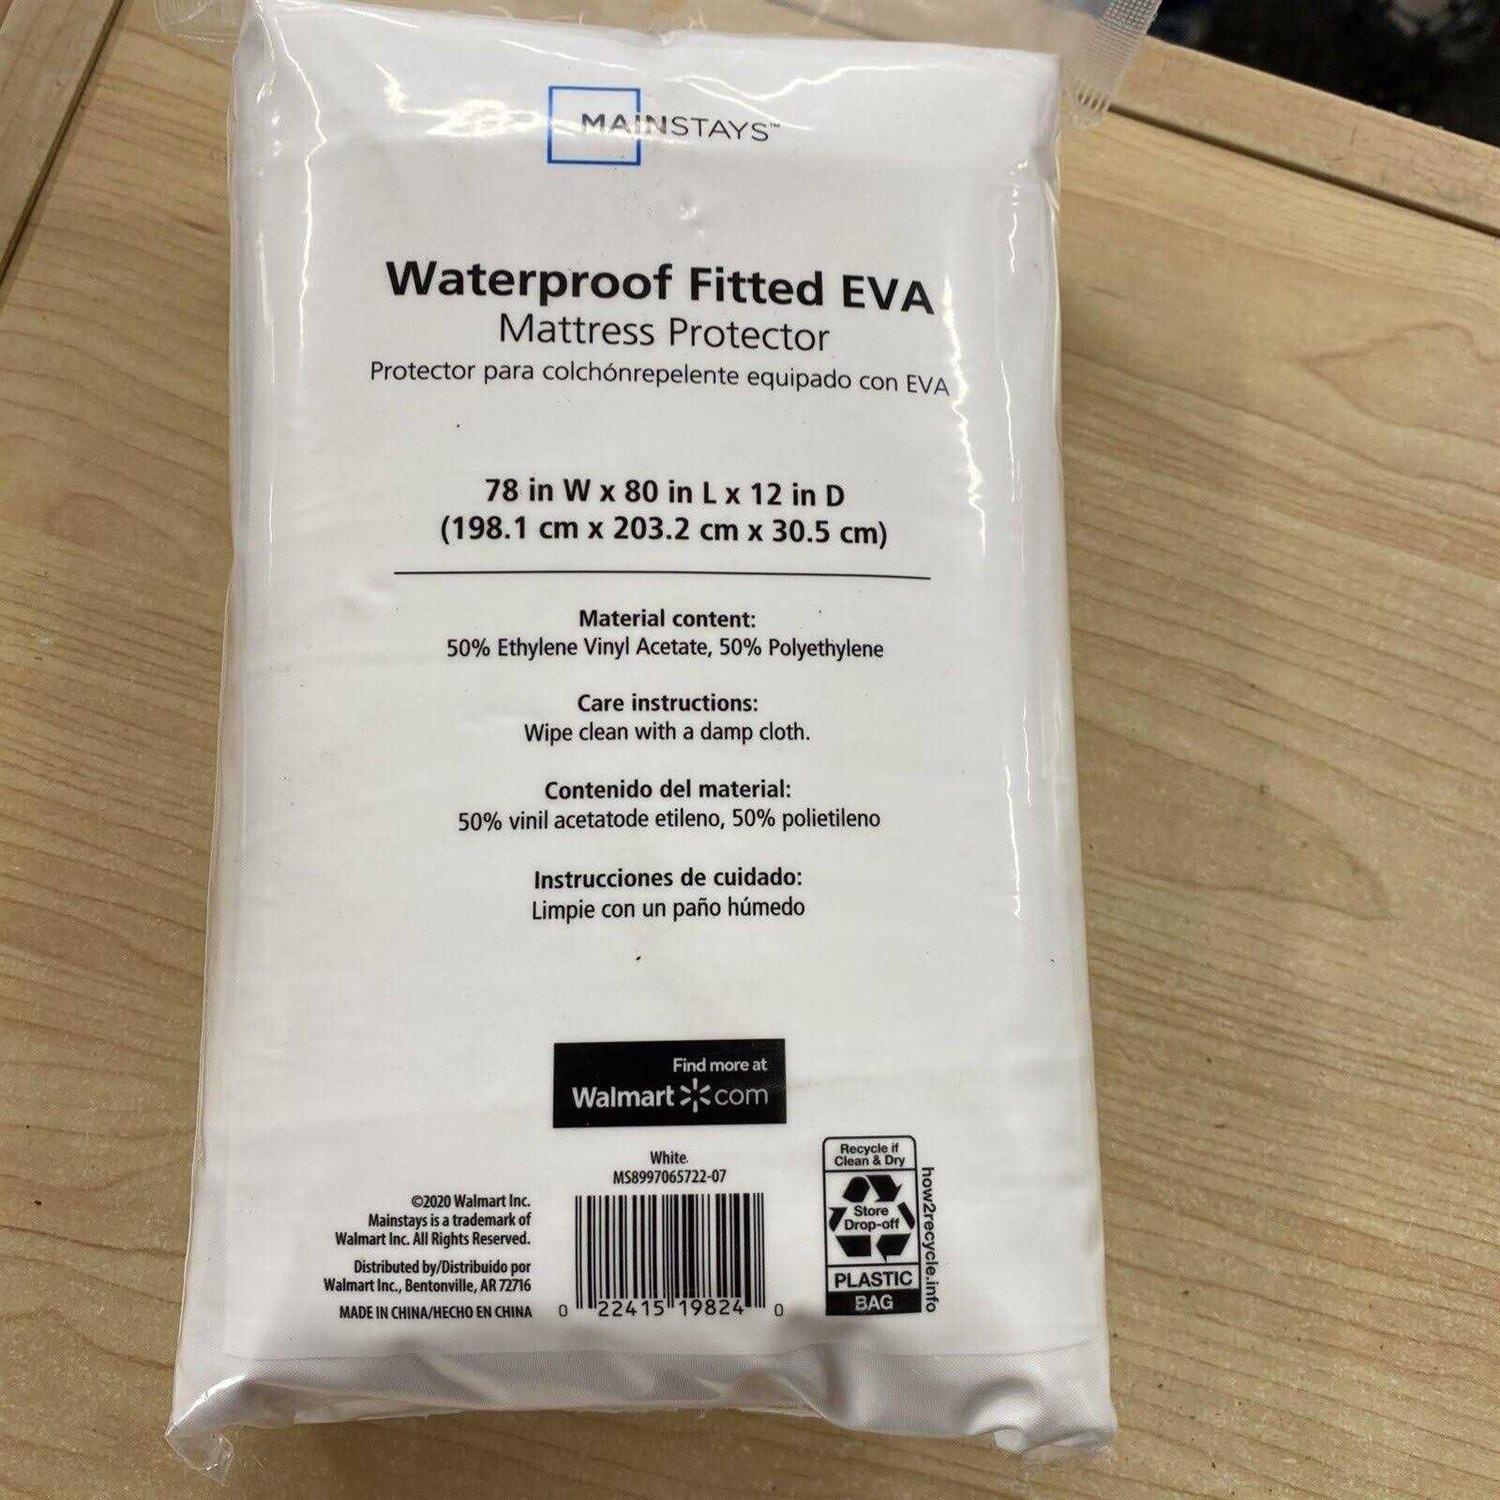 MAINSTAYS™
Waterproof Fitted EVA
Mattress Protector
Protector para colchónrepelente equipado con EVA
78 in W x 80 in L x 12 in D
(198.1 cm x 203.2 cm x 30.5 cm)
Material content:
50% Ethylene Vinyl Acetate, 50% Polyethylene
Care instructions:
Wipe clean with a damp cloth.
Contenido del material:
50% vinil acetatode etileno, 50% polietileno
Instrucciones de cuidado:
Limpie con un paño húmedo
Find more at
Walmart com
White
MS8997065722-07
©2020 Walmart Inc.
Mainstays is a trademark of
Walmart Inc. All Rights Reserved.
Distributed by/Distribuido por
Walmart Inc., Bentonville, AR 72716
MADE IN CHINA/HECHO EN CHINA
0 22415 19824 0
Recycle if
Clean & Dry
Store
Drop-off
PLASTIC
BAG
how2recycle.info